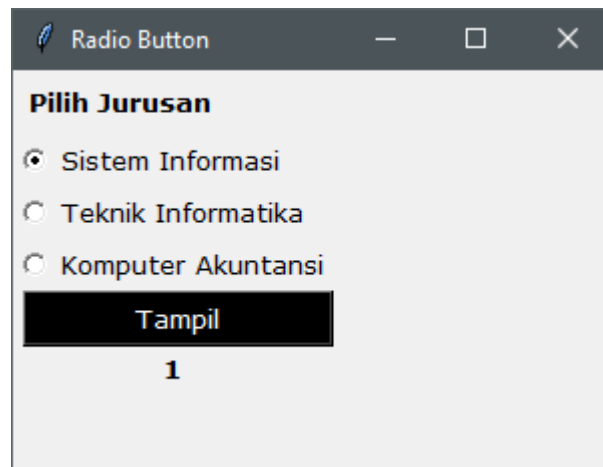 Radio Button
Pilih Jurusan
Sistem Informasi
Teknik Informatika
Komputer Akuntansi
Tampil
1